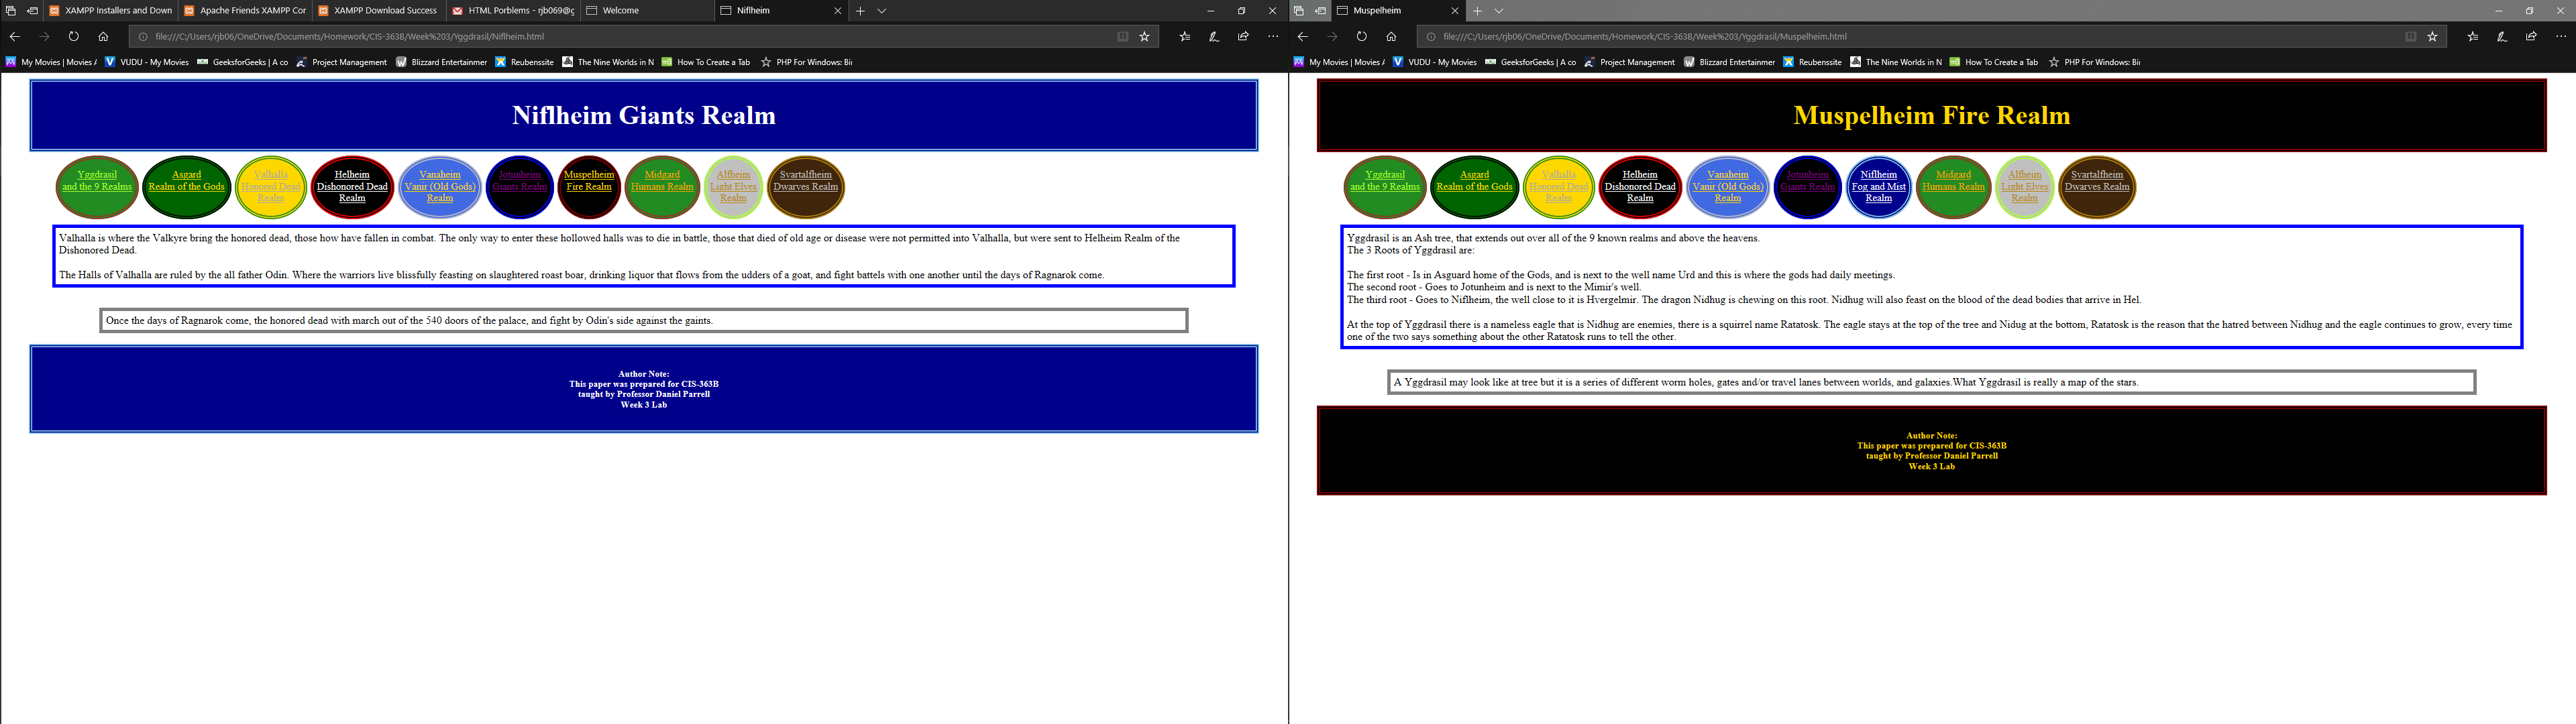 XAMPP Installers and Down
Apache Friends XAMPP Cor
XAMPP Download Success
HTML Porblems - rjb069@g
Welcome
Niflheim
file:///C:/Users/rjb06/OneDrive/Documents/Homework/CIS-363B/Week%203/Yggdrasil/Niflheim.html
My Movies | Movies A
VUDU - My Movies
GeeksforGeeks | A co
Project Management
Blizzard Entertainmer
Reubenssite
The Nine Worlds in N
How To Create a Tab
PHP For Windows: Bin
Niflheim Giants Realm
Yggdrasil
and the 9 Realms
Asgard
Realm of the Gods
Valhalla
Honored Dead
Realm
Helheim
Dishonored Dead
Realm
Vanaheim
Vanir (Old Gods)
Realm
Jotunheim
Giants Realm
Muspelheim
Fire Realm
Midgard
Humans Realm
Alfheim
Light Elves
Realm
Svartalfheim
Dwarves Realm
Valhalla is where the Valkyre bring the honored dead, those how have fallen in combat. The only way to enter these hollowed halls was to die in battle, those that died of old age or disease were not permitted into Valhalla, but were sent to Helheim Realm of the
Dishonored Dead.
The Halls of Valhalla are ruled by the all father Odin. Where the warriors live blissfully feasting on slaughtered roast boar, drinking liquor that flows from the udders of a goat, and fight battels with one another until the days of Ragnarok come.
Once the days of Ragnarok come, the honored dead with march out of the 540 doors of the palace, and fight by Odin's side against the gaints.
Author Note:
This paper was prepared for CIS-363B
taught by Professor Daniel Parrell
Week 3 Lab
Muspelheim
file:///C:/Users/rjb06/OneDrive/Documents/Homework/CIS-363B/Week%203/Yggdrasil/Muspelheim.html
My Movies | Movies A
VUDU - My Movies
GeeksforGeeks | A co
Project Management
Blizzard Entertainmer
Reubenssite
The Nine Worlds in N
How To Create a Tab
PHP For Windows: Bin
Muspelheim Fire Realm
Yggdrasil
and the 9 Realms
Asgard
Realm of the Gods
Valhalla
Honored Dead
Realm
Helheim
Dishonored Dead
Realm
Vanaheim
Vanir (Old Gods)
Realm
Jotunheim
Giants Realm
Niflheim
Fog and Mist
Realm
Midgard
Humans Realm
Alfheim
Light Elves
Realm
Svartalfheim
Dwarves Realm
Yggdrasil is an Ash tree, that extends out over all of the 9 known realms and above the heavens.
The 3 Roots of Yggdrasil are:
The first root - Is in Asguard home of the Gods, and is next to the well name Urd and this is where the gods had daily meetings.
The second root - Goes to Jotunheim and is next to the Mimir's well.
The third root - Goes to Niflheim, the well close to it is Hvergelmir. The dragon Nidhug is chewing on this root. Nidhug will also feast on the blood of the dead bodies that arrive in Hel.
At the top of Yggdrasil there is a nameless eagle that is Nidhug are enemies, there is a squirrel name Ratatosk. The eagle stays at the top of the tree and Nidug at the bottom, Ratatosk is the reason that the hatred between Nidhug and the eagle continues to grow, every time
one of the two says something about the other Ratatosk runs to tell the other.
A Yggdrasil may look like at tree but it is a series of different worm holes, gates and/or travel lanes between worlds, and galaxies.What Yggdrasil is really a map of the stars.
Author Note:
This paper was prepared for CIS-363B
taught by Professor Daniel Parrell
Week 3 Lab